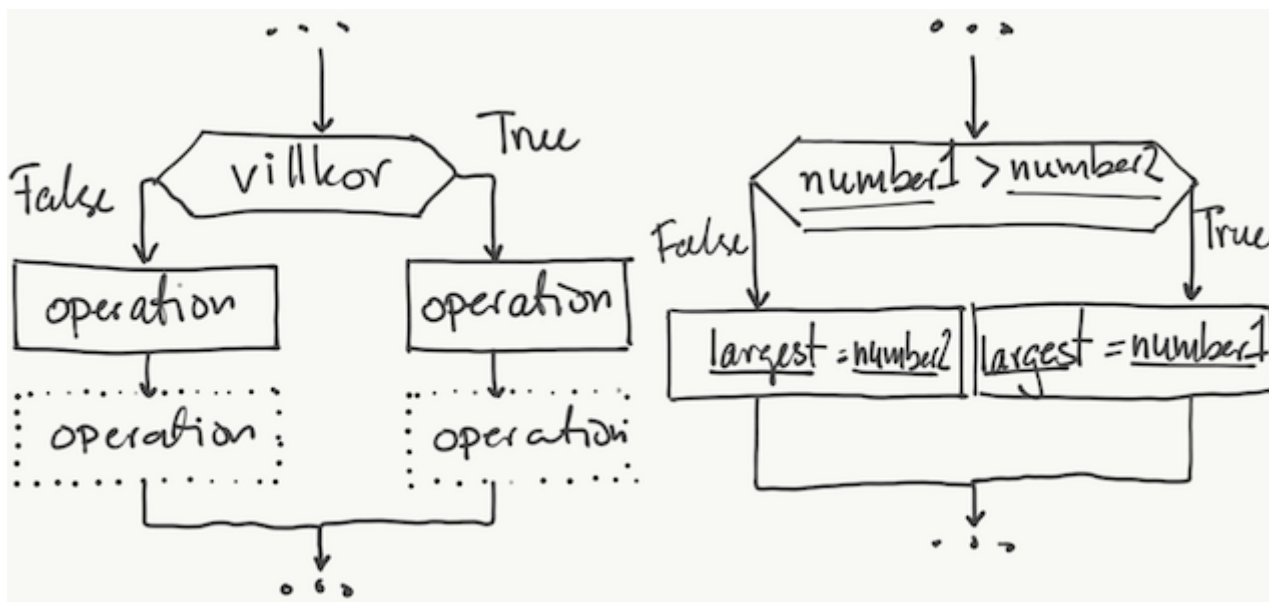 True
villkor
False
operation
operation
operation
operation
number1 > number2
False
True
largest = number2
largest = number1